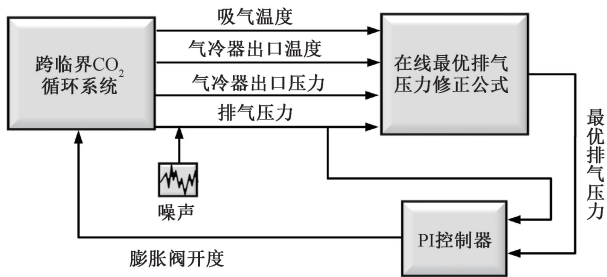 吸气温度
跨临界CO2
循环系统
气冷器出口温度
气冷器出口压力
排气压力
在线最优排气
压力修正公式
最优排气压力
噪声
PI控制器
膨胀阀开度